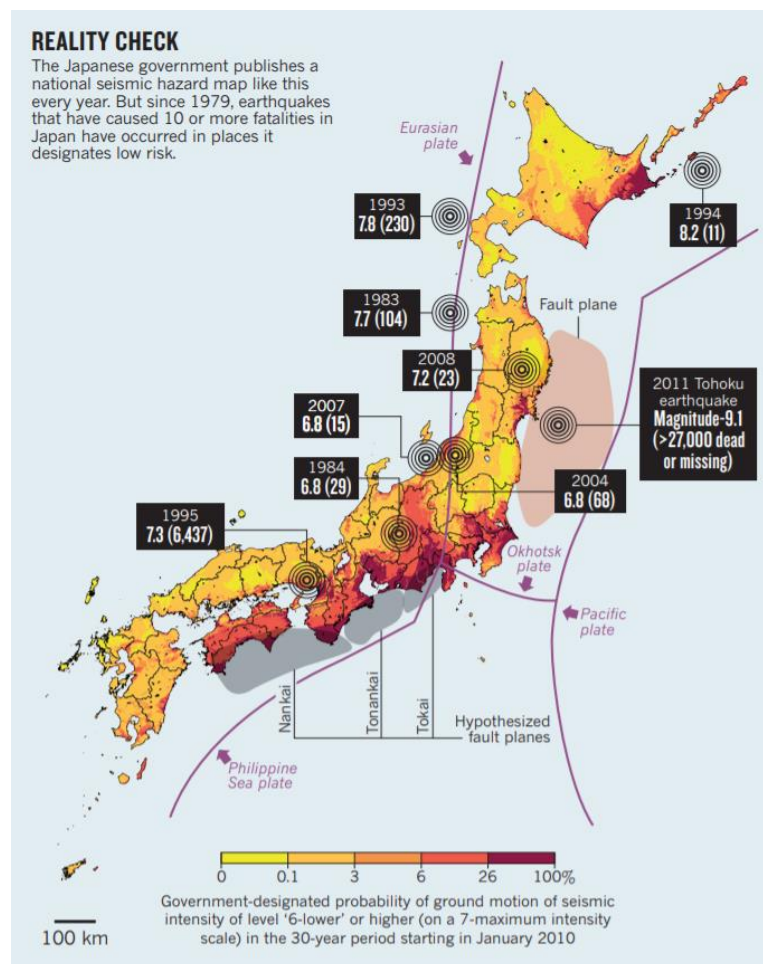 REALITY CHECK
The Japanese government publishes a
national seismic hazard map like this
every year. But since 1979, earthquakes
that have caused 10 or more fatalities in
Japan have occurred in places it
designates low risk.
Eurasian
plate
1993
7.8 (230)
1994
8.2 (11)
1983
7.7 (104)
Fault plane
2008
7.2 (23)
2011 Tohoku
earthquake
Magnitude-9.1
(>27,000 dead
or missing)
2007
6.8 (15)
1984
6.8 (29)
2004
6.8 (68)
1995
7.3 (6,437)
Okhotsk
plate
Pacific
plate
Nankai
Tonankai
Tokai
Hypothesized
fault planes
Philippine
Sea plate
0 0.1 3 6 26 100%
Government-designated probability of ground motion of seismic
intensity of level ‘6-lower’ or higher (on a 7-maximum intensity
scale) in the 30-year period starting in January 2010
100 km